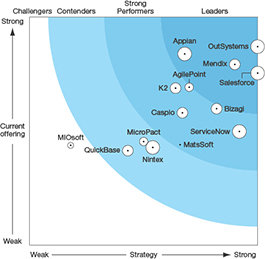 Challengers Contenders Strong Performers Leaders
Strong
Appian
OutSystems
Mendix
AgilePoint
Salesforce
K2
Bizagi
Caspio
Current offering
MicroPact
ServiceNow
MIOsoft
QuickBase
Nintex
MatsSoft
Weak
Weak Strategy Strong